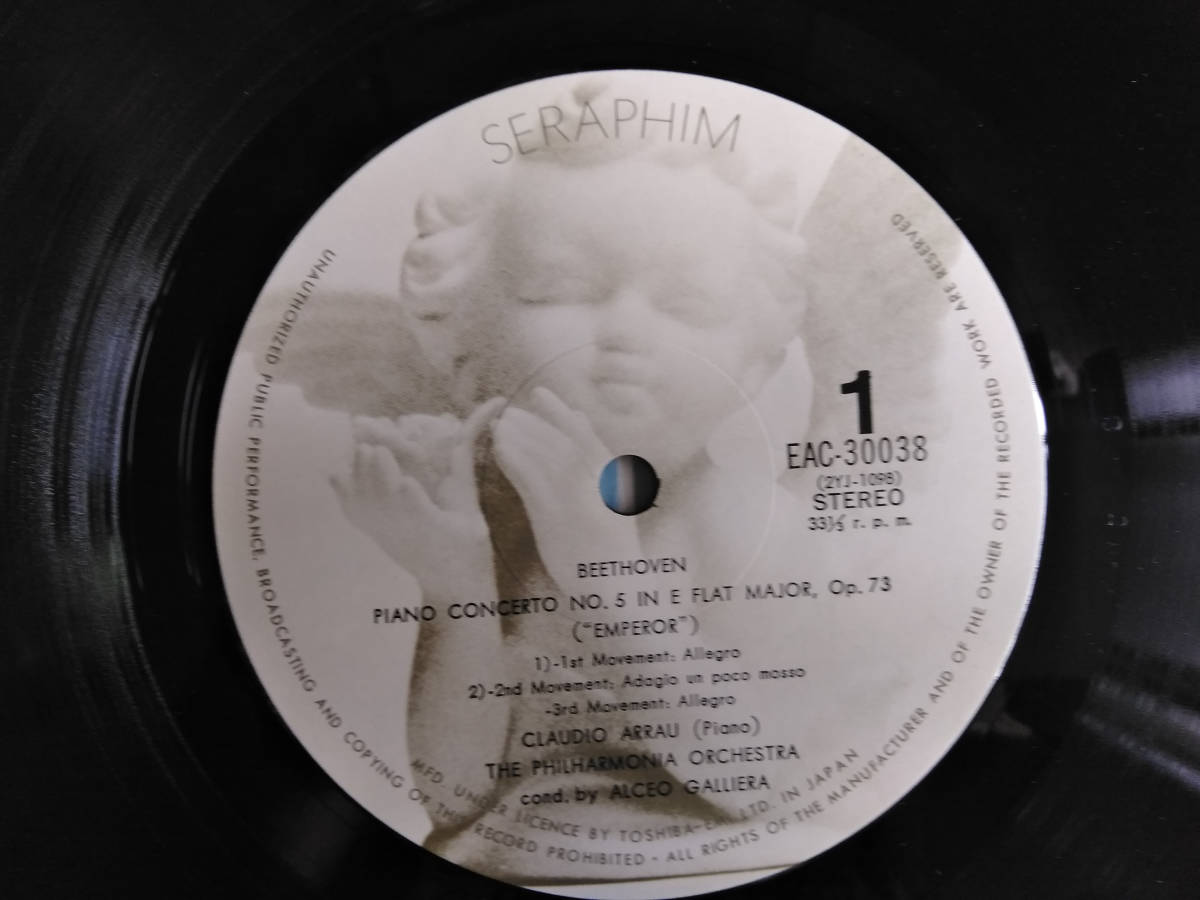 SERAPHIM
1
EAC-30038
(2YJ-1098)
STEREO
33⅓ r. p. m.
BEETHOVEN
PIANO CONCERTO NO. 5 IN E FLAT MAJOR, Op. 73
("EMPEROR")
1)-1st Movement: Allegro
2)-2nd Movement: Adagio un poco mosso
-3rd Movement: Allegro
CLAUDIO ARRAU (Piano)
THE PHILHARMONIA ORCHESTRA
cond. by ALCEO GALLIERA
MFD. UNDER LICENCE BY TOSHIBA-EMI LTD. IN JAPAN
UNAUTHORIZED PUBLIC PERFORMANCE, BROADCASTING AND COPYING OF THIS RECORD PROHIBITED - ALL RIGHTS OF THE MANUFACTURER AND OF THE OWNER OF THE RECORDED WORK ARE RESERVED